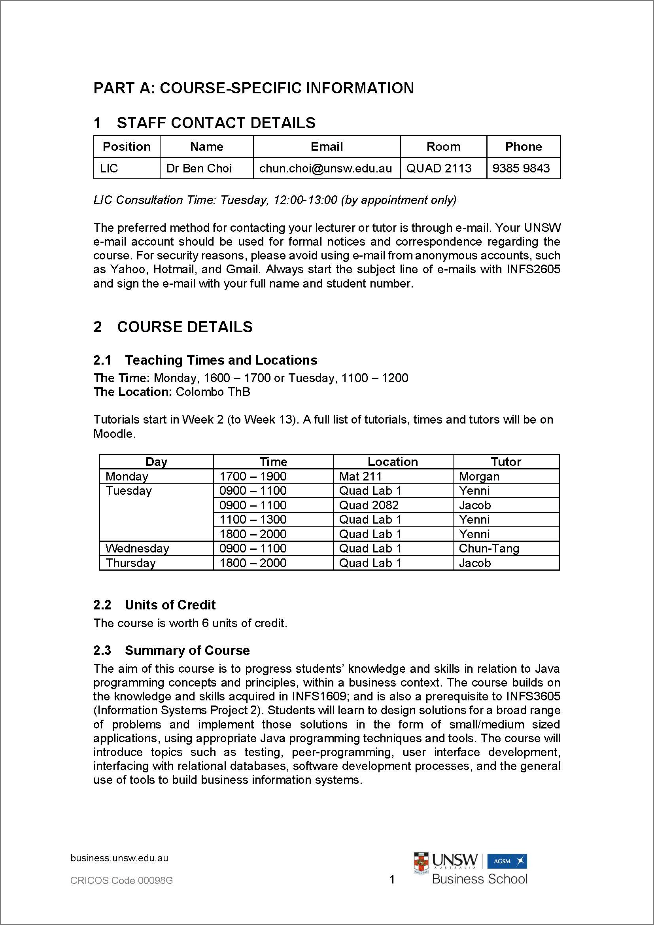 PART A: COURSE-SPECIFIC INFORMATION
1 STAFF CONTACT DETAILS
Position Name Email Room Phone
LIC Dr Ben Choi chun.choi@unsw.edu.au QUAD 2113 9385 9843
LIC Consultation Time: Tuesday, 12:00-13:00 (by appointment only)
The preferred method for contacting your lecturer or tutor is through e-mail. Your UNSW
e-mail account should be used for formal notices and correspondence regarding the
course. For security reasons, please avoid using e-mail from anonymous accounts, such
as Yahoo, Hotmail, and Gmail. Always start the subject line of e-mails with INFS2605
and sign the e-mail with your full name and student number.
2 COURSE DETAILS
2.1 Teaching Times and Locations
The Time: Monday, 1600 – 1700 or Tuesday, 1100 – 1200
The Location: Colombo ThB
Tutorials start in Week 2 (to Week 13). A full list of tutorials, times and tutors will be on
Moodle.
Day Time Location Tutor
Monday 1700 – 1900 Mat 211 Morgan
Tuesday 0900 – 1100 Quad Lab 1 Yenni
0900 – 1100 Quad 2082 Jacob
1100 – 1300 Quad Lab 1 Yenni
1800 – 2000 Quad Lab 1 Yenni
Wednesday 0900 – 1100 Quad Lab 1 Chun-Tang
Thursday 1800 – 2000 Quad Lab 1 Jacob
2.2 Units of Credit
The course is worth 6 units of credit.
2.3 Summary of Course
The aim of this course is to progress students' knowledge and skills in relation to Java
programming concepts and principles, within a business context. The course builds on
the knowledge and skills acquired in INFS1609; and is also a prerequisite to INFS3605
(Information Systems Project 2). Students will learn to design solutions for a broad range
of problems and implement those solutions in the form of small/medium sized
applications, using appropriate Java programming techniques and tools. The course will
introduce topics such as testing, peer-programming, user interface development,
interfacing with relational databases, software development processes, and the general
use of tools to build business information systems.
business.unsw.edu.au
CRICOS Code 00098G
1
UNSW
AUSTRALIA
AGSM
Business School